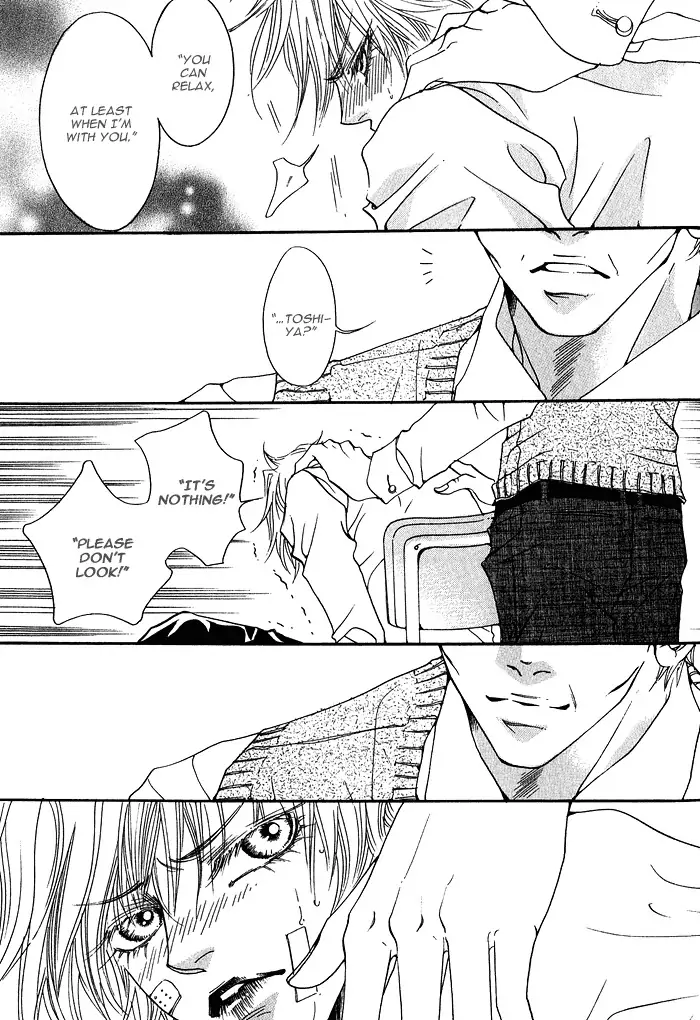 "YOU
CAN
RELAX,
AT LEAST
WHEN I'M
WITH YOU."
"...TOSHI-
YA?"
"IT'S
NOTHING!"
"PLEASE
DON'T
LOOK!"